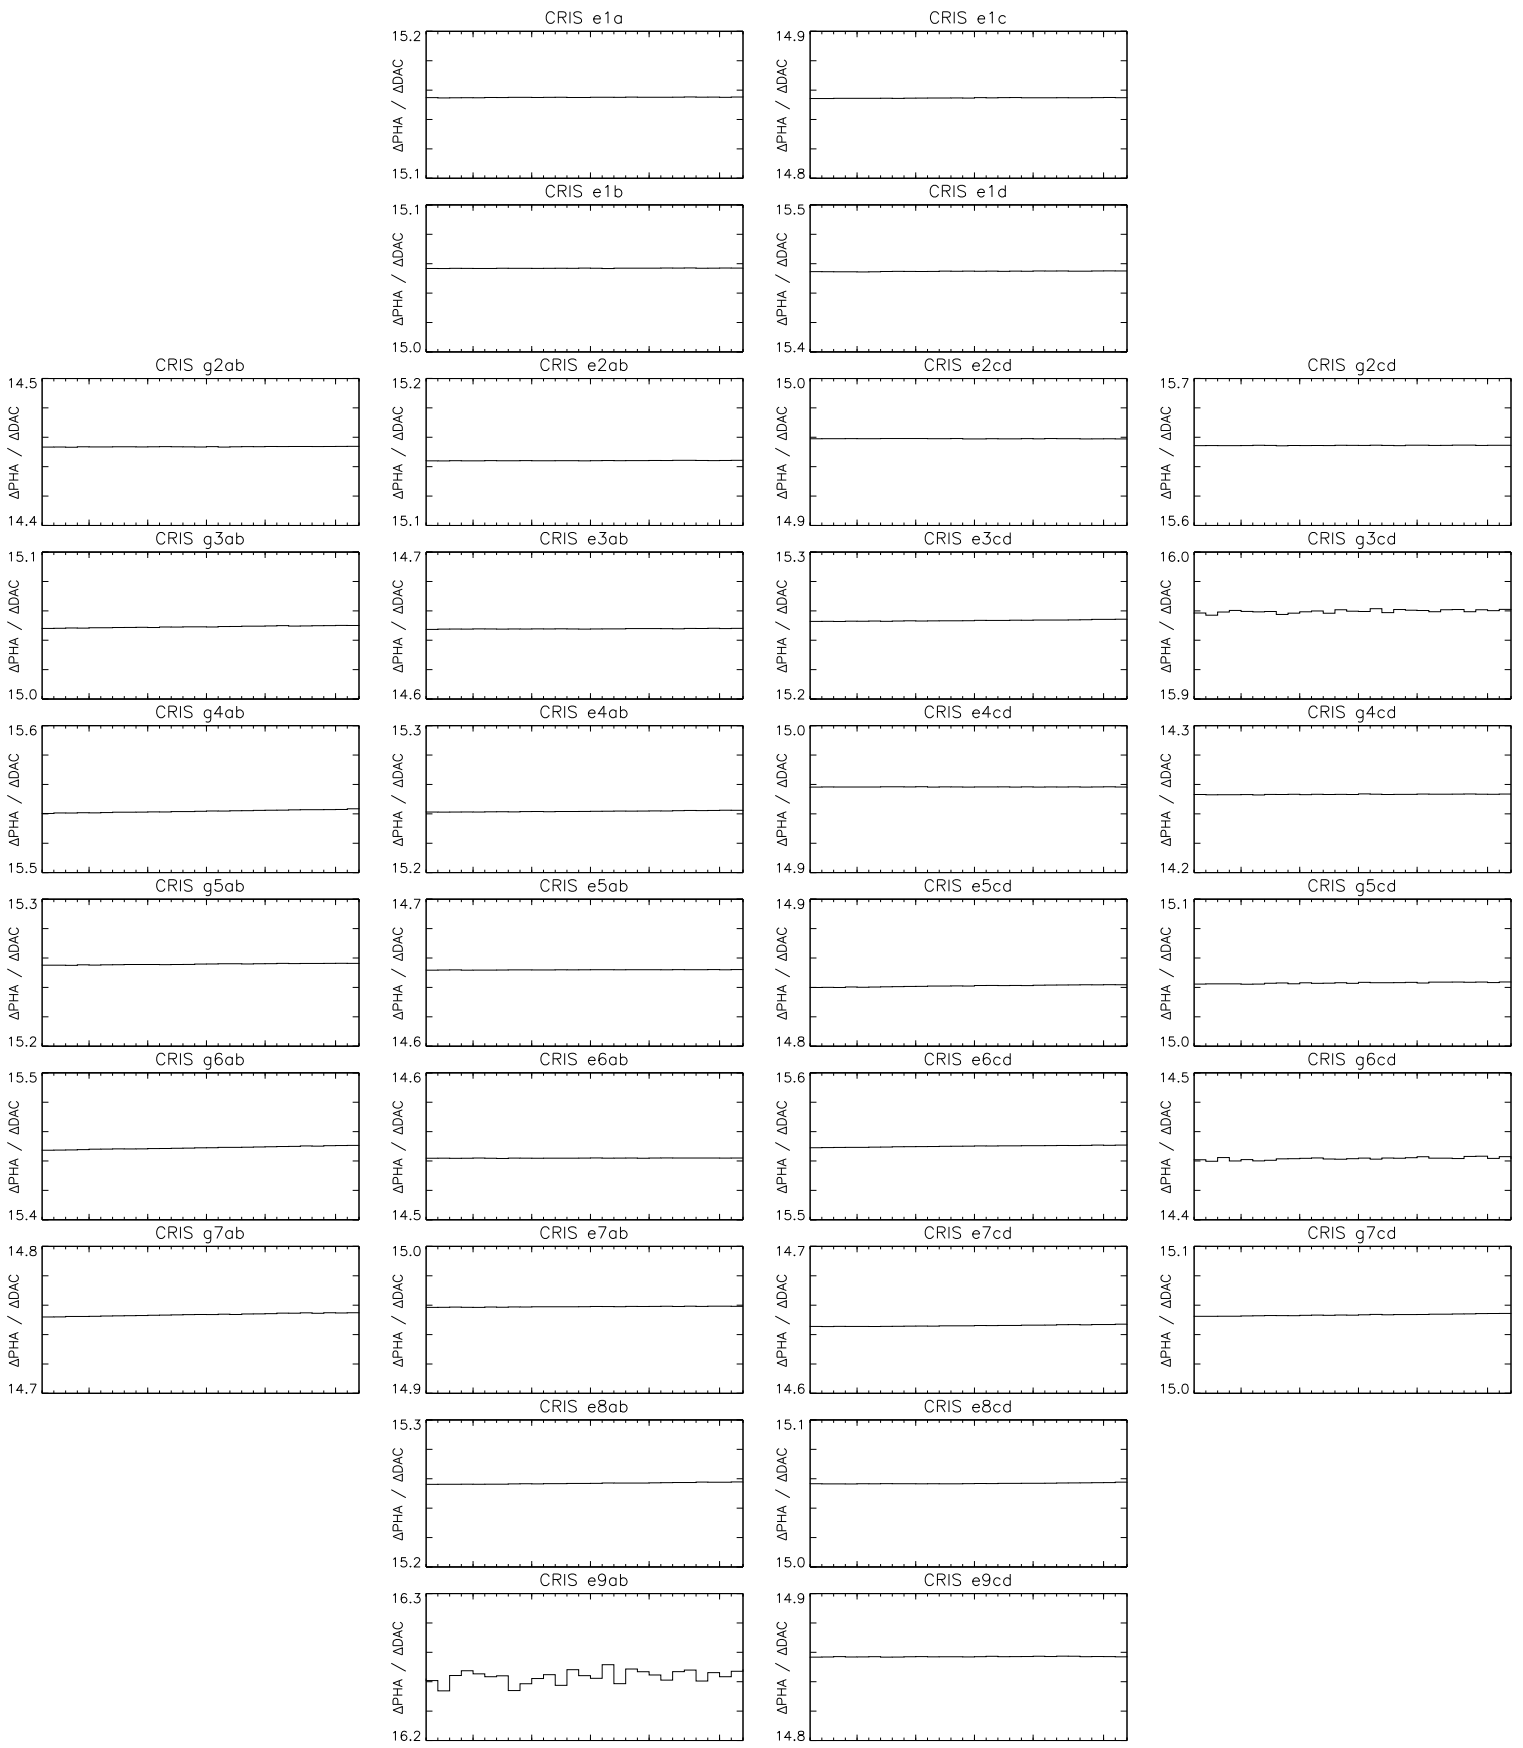 CRIS e1a
15.2
ΔPHA / ΔDAC
15.1
CRIS e1c
14.9
ΔPHA / ΔDAC
14.8
CRIS e1b
15.1
ΔPHA / ΔDAC
15.0
CRIS e1d
15.5
ΔPHA / ΔDAC
15.4
CRIS g2ab
14.5
ΔPHA / ΔDAC
14.4
CRIS e2ab
15.2
ΔPHA / ΔDAC
15.1
CRIS e2cd
15.0
ΔPHA / ΔDAC
14.9
CRIS g2cd
15.7
ΔPHA / ΔDAC
15.6
CRIS g3ab
15.1
ΔPHA / ΔDAC
15.0
CRIS e3ab
14.7
ΔPHA / ΔDAC
14.6
CRIS e3cd
15.3
ΔPHA / ΔDAC
15.2
CRIS g3cd
16.0
ΔPHA / ΔDAC
15.9
CRIS g4ab
15.6
ΔPHA / ΔDAC
15.5
CRIS e4ab
15.3
ΔPHA / ΔDAC
15.2
CRIS e4cd
15.0
ΔPHA / ΔDAC
14.9
CRIS g4cd
14.3
ΔPHA / ΔDAC
14.2
CRIS g5ab
15.3
ΔPHA / ΔDAC
15.2
CRIS e5ab
14.7
ΔPHA / ΔDAC
14.6
CRIS e5cd
14.9
ΔPHA / ΔDAC
14.8
CRIS g5cd
15.1
ΔPHA / ΔDAC
15.0
CRIS g6ab
15.5
ΔPHA / ΔDAC
15.4
CRIS e6ab
14.6
ΔPHA / ΔDAC
14.5
CRIS e6cd
15.6
ΔPHA / ΔDAC
15.5
CRIS g6cd
14.5
ΔPHA / ΔDAC
14.4
CRIS g7ab
14.8
ΔPHA / ΔDAC
14.7
CRIS e7ab
15.0
ΔPHA / ΔDAC
14.9
CRIS e7cd
14.7
ΔPHA / ΔDAC
14.6
CRIS g7cd
15.1
ΔPHA / ΔDAC
15.0
CRIS e8ab
15.3
ΔPHA / ΔDAC
15.2
CRIS e8cd
15.1
ΔPHA / ΔDAC
15.0
CRIS e9ab
16.3
ΔPHA / ΔDAC
16.2
CRIS e9cd
14.9
ΔPHA / ΔDAC
14.8